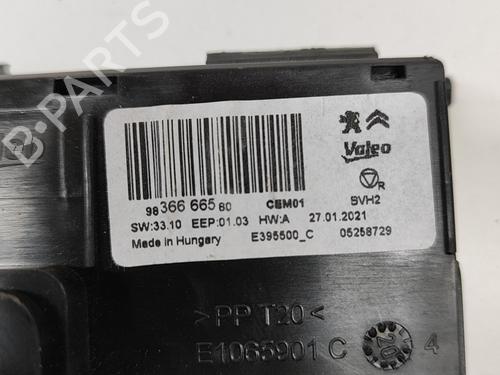 B-PARTS
Valeo
R
98 366 665 80 CEM01 BVH2
SW:33.10 EEP:01.03 HW:A 27.01.2021
Made in Hungary E395500_C 05258729
>PP T20<
E1065901 C 20 4